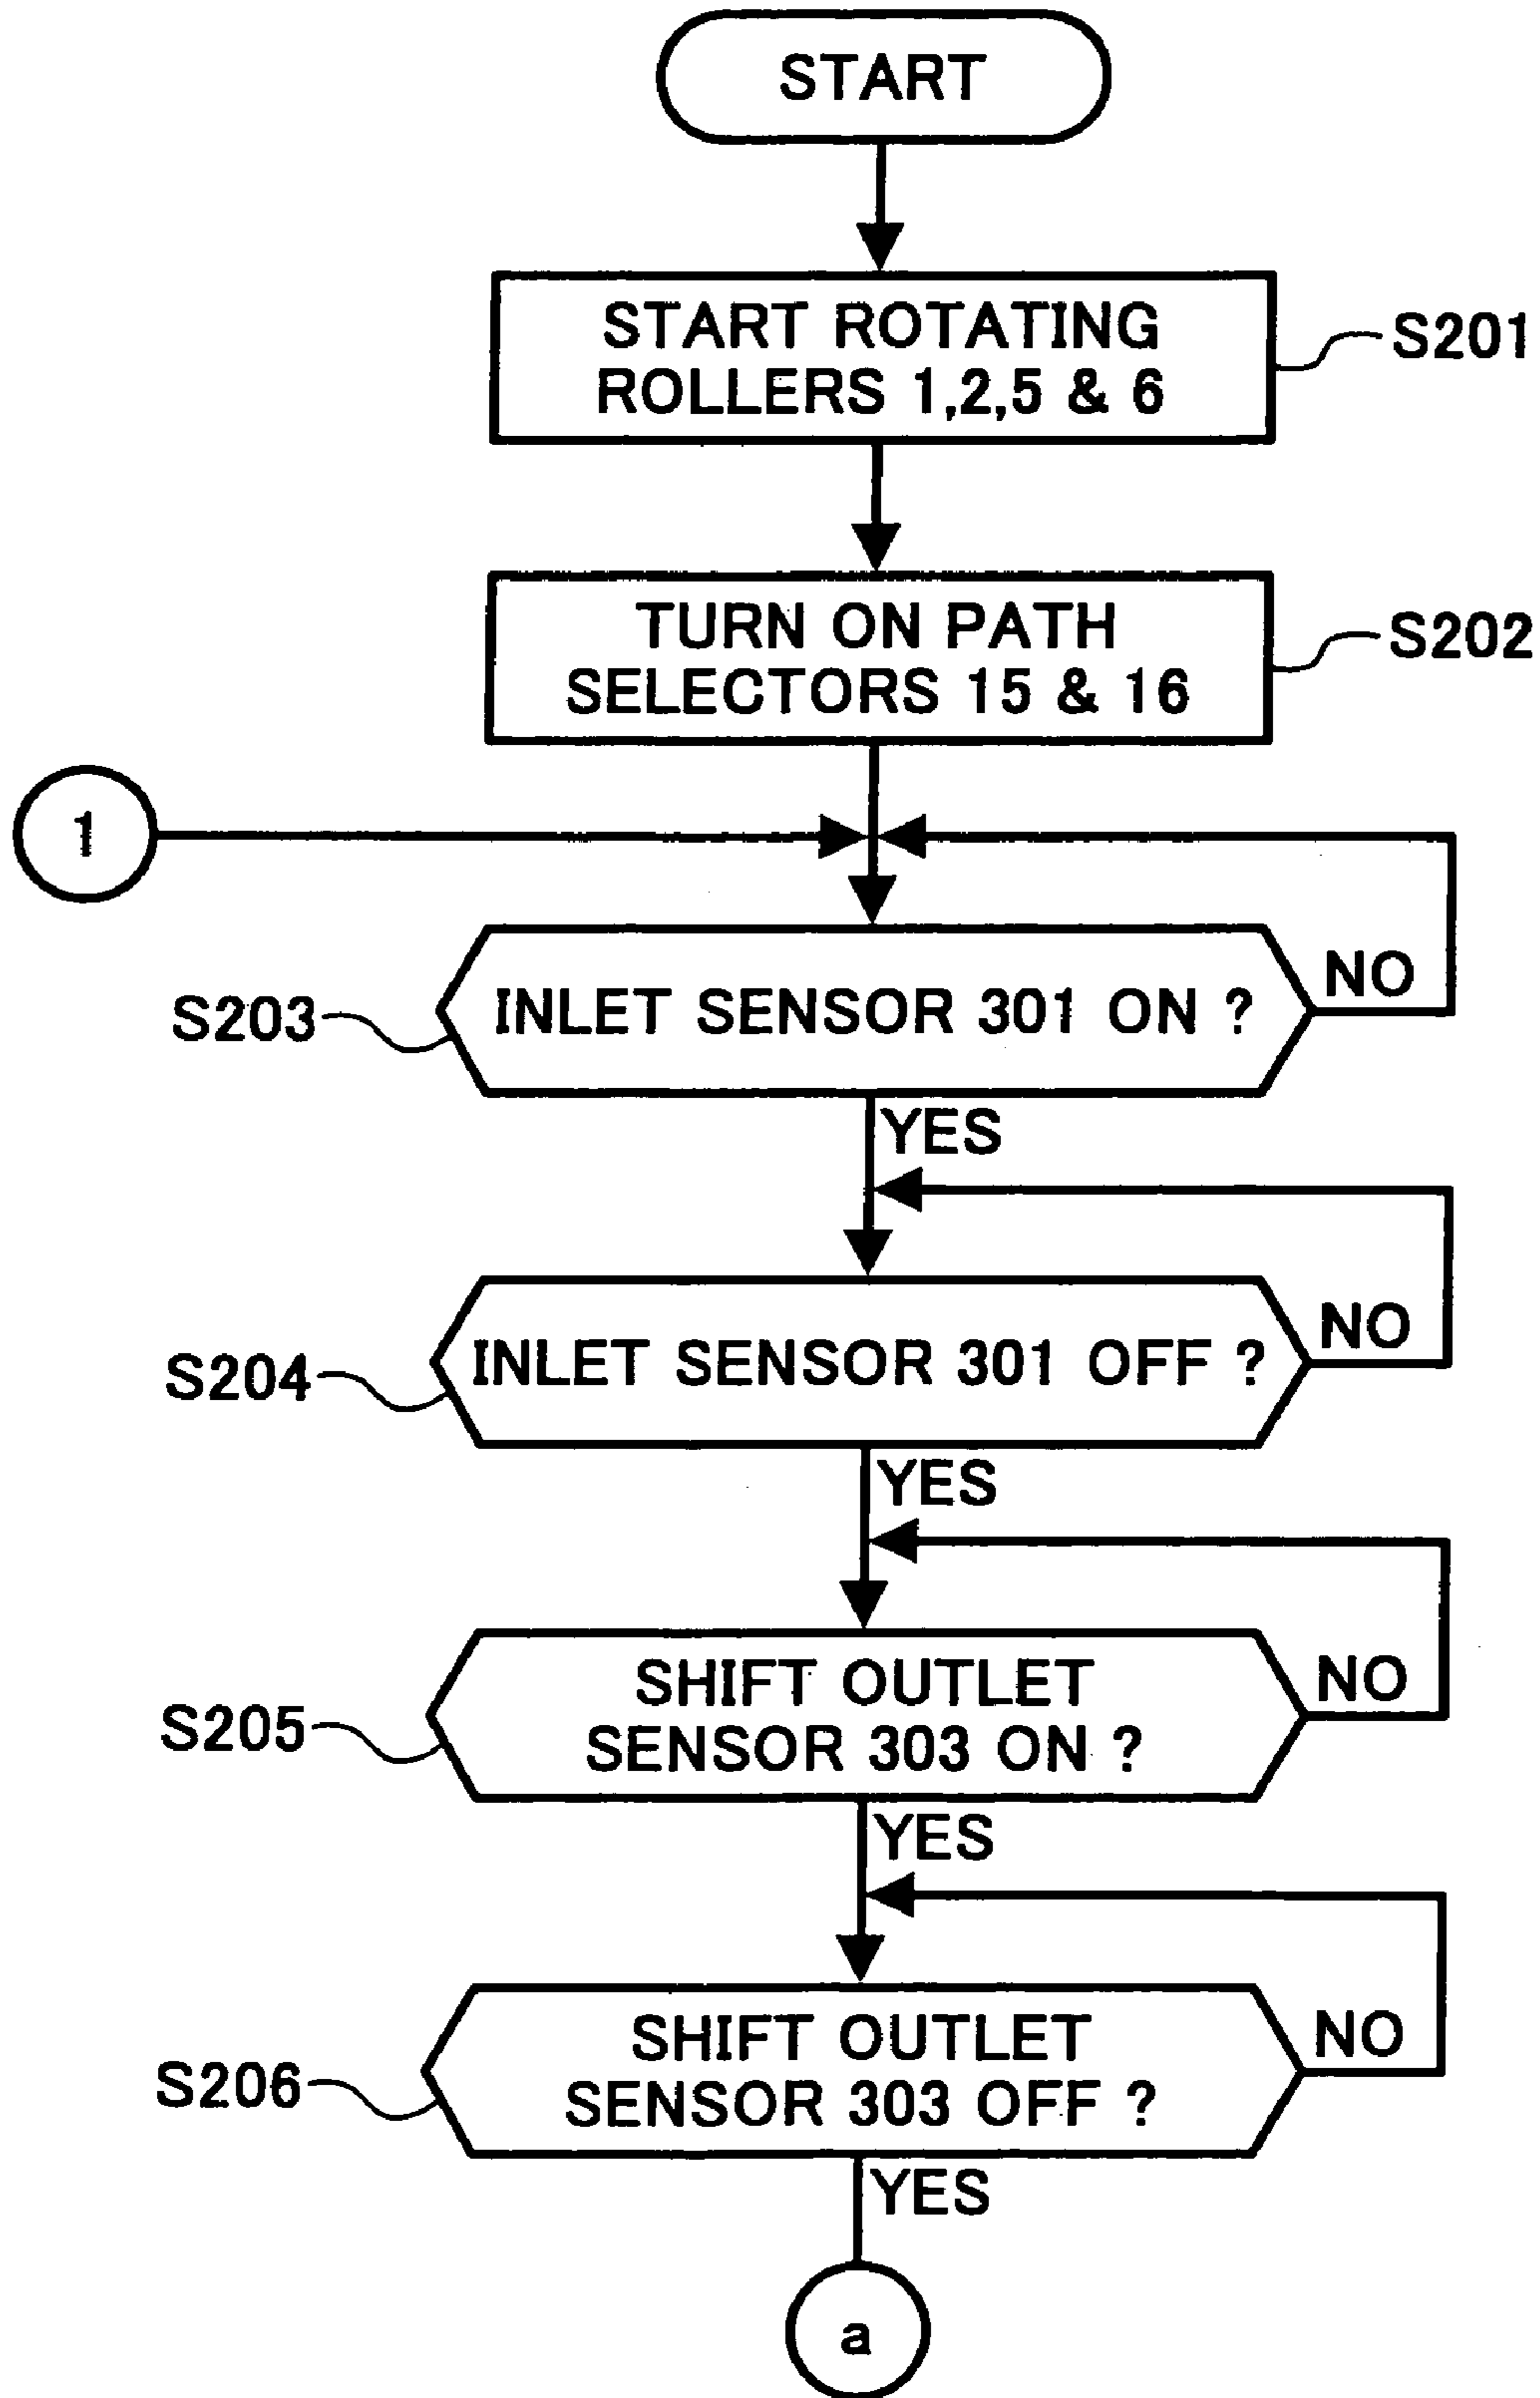 START
START ROTATING
ROLLERS 1,2,5 & 6
S201
TURN ON PATH
SELECTORS 15 & 16
S202
1
INLET SENSOR 301 ON ?
NO
S203
YES
INLET SENSOR 301 OFF ?
NO
S204
YES
SHIFT OUTLET
SENSOR 303 ON ?
NO
S205
YES
SHIFT OUTLET
SENSOR 303 OFF ?
NO
S206
YES
a